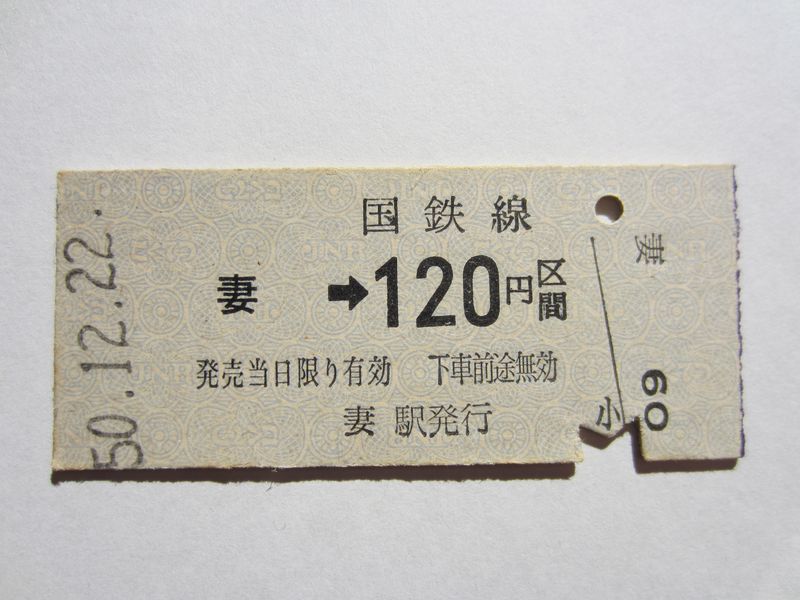 50.12.22.
国鉄線
妻 → 120円区間
発売当日限り有効 下車前途無効
妻 駅発行
妻
小 60